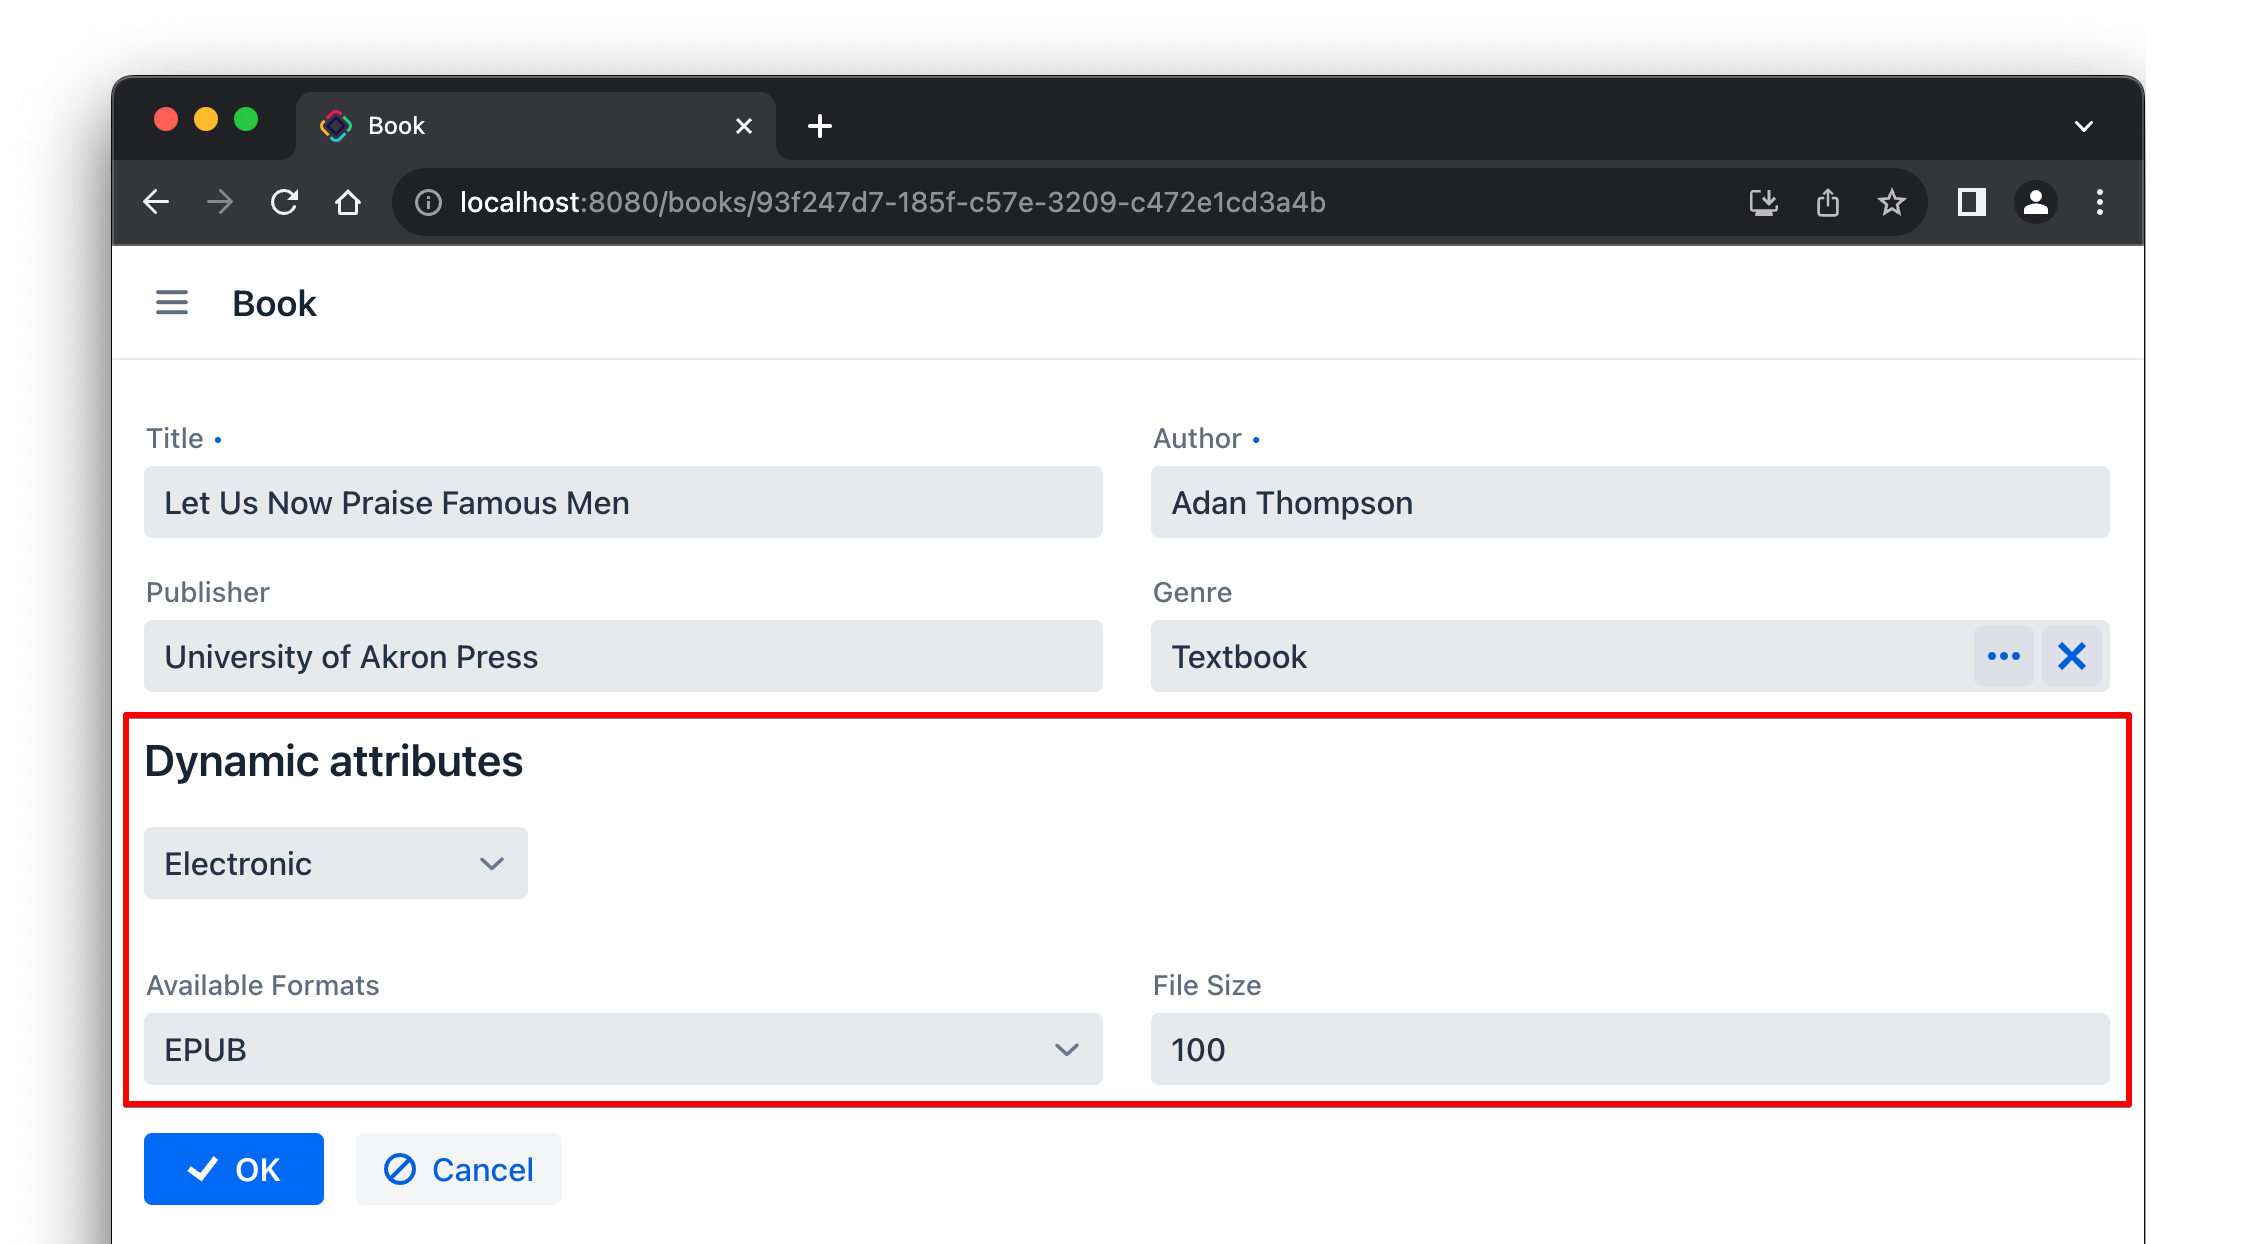 Book
localhost:8080/books/93f247d7-185f-c57e-3209-c472e1cd3a4b
Book
Title •
Author •
Let Us Now Praise Famous Men
Adan Thompson
Publisher
Genre
University of Akron Press
Textbook
Dynamic attributes
Electronic
Available Formats
File Size
EPUB
100
OK
Cancel